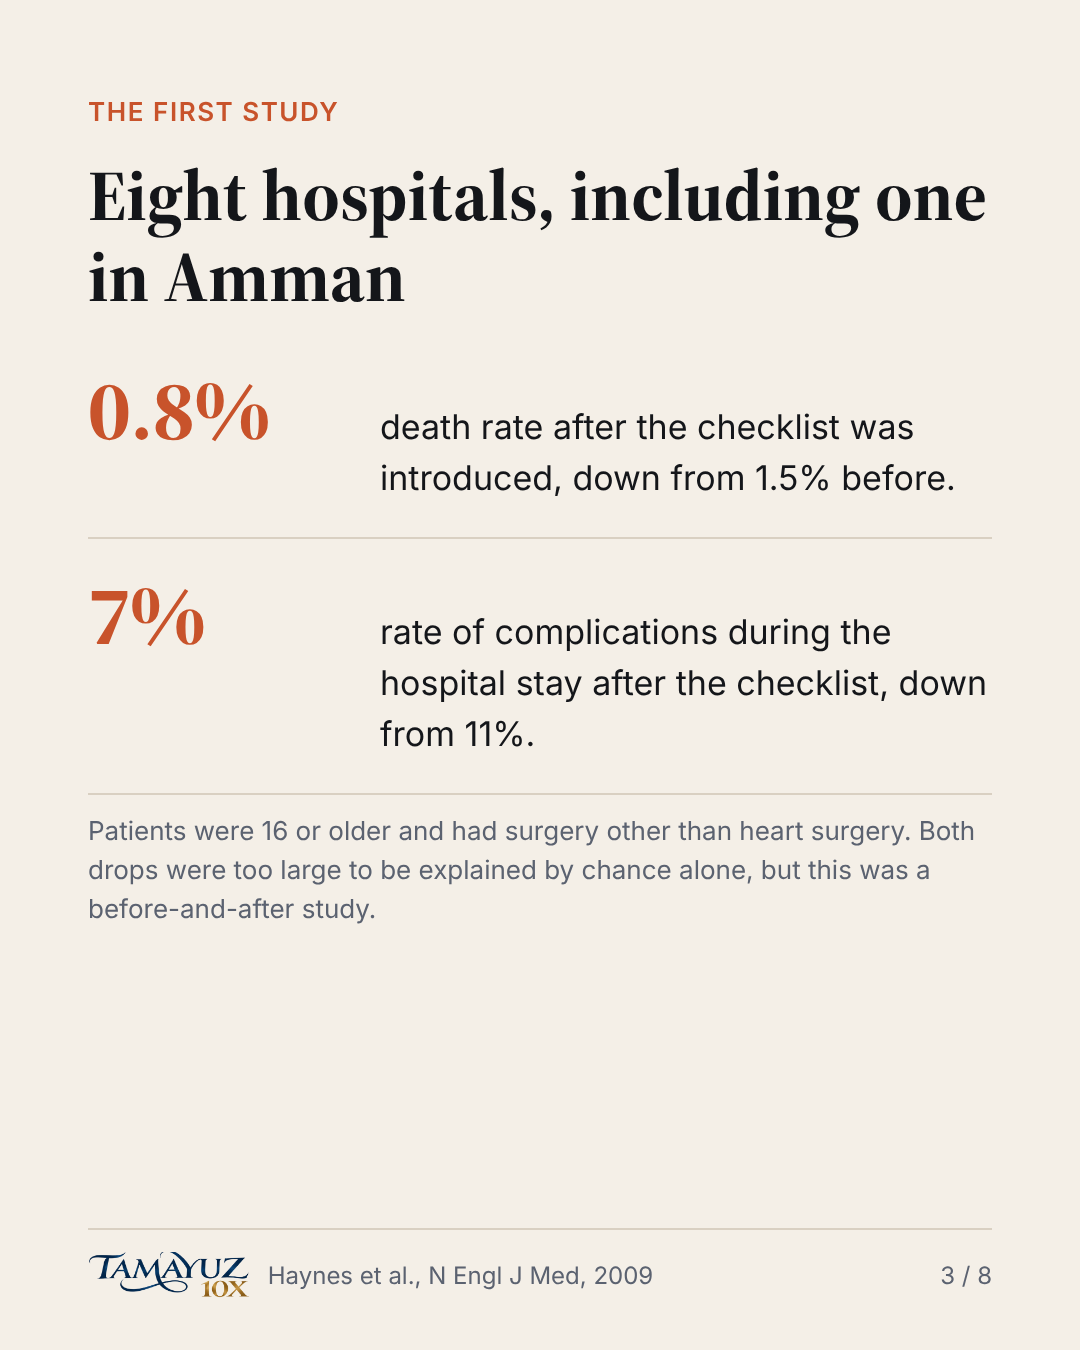 THE FIRST STUDY
Eight hospitals, including one
in Amman
0.8%
death rate after the checklist was
introduced, down from 1.5% before.
7%
rate of complications during the
hospital stay after the checklist, down
from 11%.
Patients were 16 or older and had surgery other than heart surgery. Both
drops were too large to be explained by chance alone, but this was a
before-and-after study.
TAMAYUZ
10X
Haynes et al., N Engl J Med, 2009
3 / 8